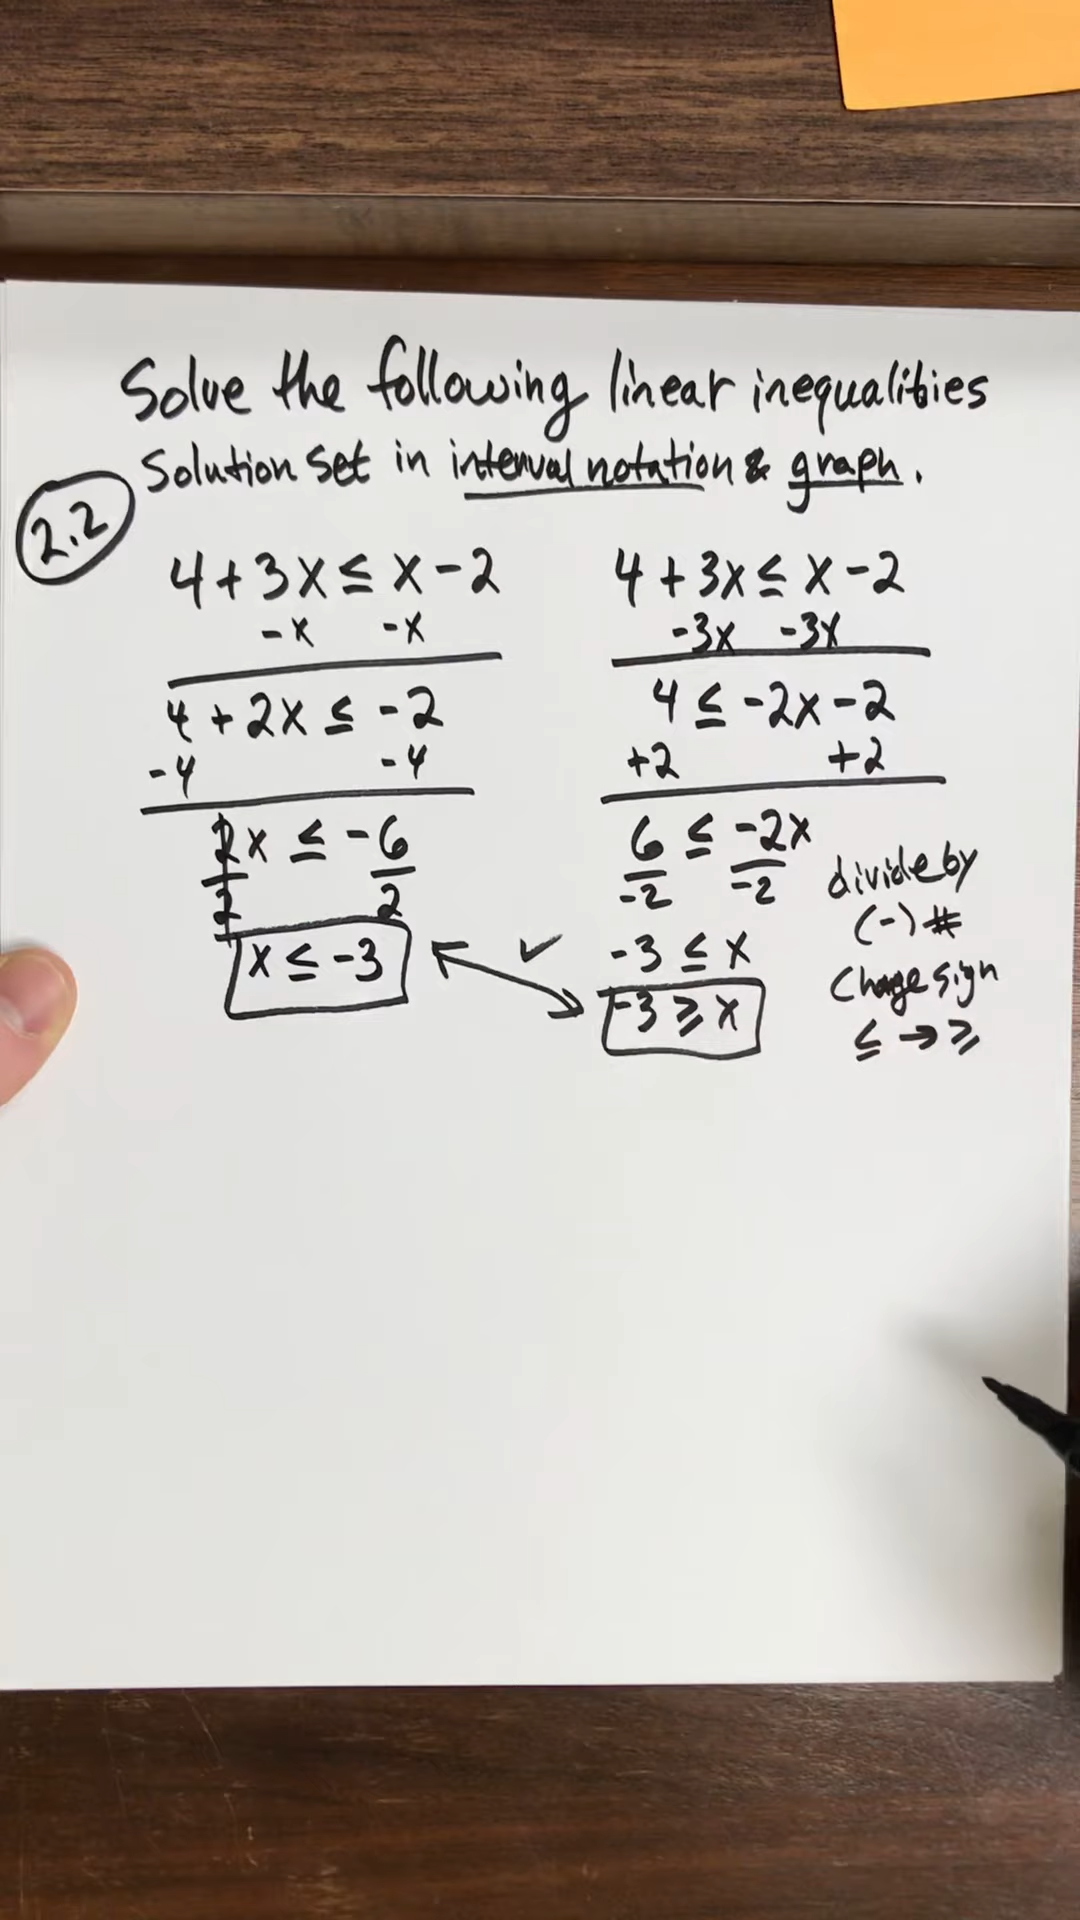 Solve the following linear inequalities
Solution set in interval notation & graph.
2.2
4+3x≤x-2
-x -x
4+2x≤-2
-4 -4
2x≤-6
2 2
x≤-3
4+3x≤x-2
-3x -3x
4≤-2x-2
+2 +2
6≤-2x
-2 -2
-3≤x
-3≥x
✓
divide by
(-)#
Change sign
≤→≥